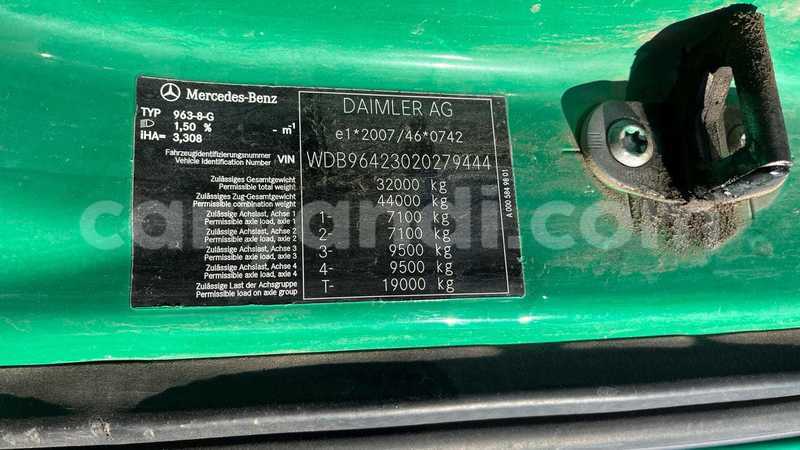 Mercedes-Benz
TYP 963-8-G
1,50 % - m⁻¹
iHA= 3,308
Fahrzeugidentifizierungsnummer
Vehicle Identification Number VIN
Zulässiges Gesamtgewicht
Permissible total weight
Zulässiges Zug-Gesamtgewicht
Permissible combination weight
Zulässige Achslast, Achse 1
Permissible axle load, axle 1
Zulässige Achslast, Achse 2
Permissible axle load, axle 2
Zulässige Achslast, Achse 3
Permissible axle load, axle 3
Zulässige Achslast, Achse 4
Permissible axle load, axle 4
Zulässige Last der Achsgruppe
Permissible load on axle group
DAIMLER AG
e1*2007/46*0742
WDB96423020279444
32000 kg
44000 kg
1- 7100 kg
2- 7100 kg
3- 9500 kg
4- 9500 kg
T- 19000 kg
A 000 584 98 01